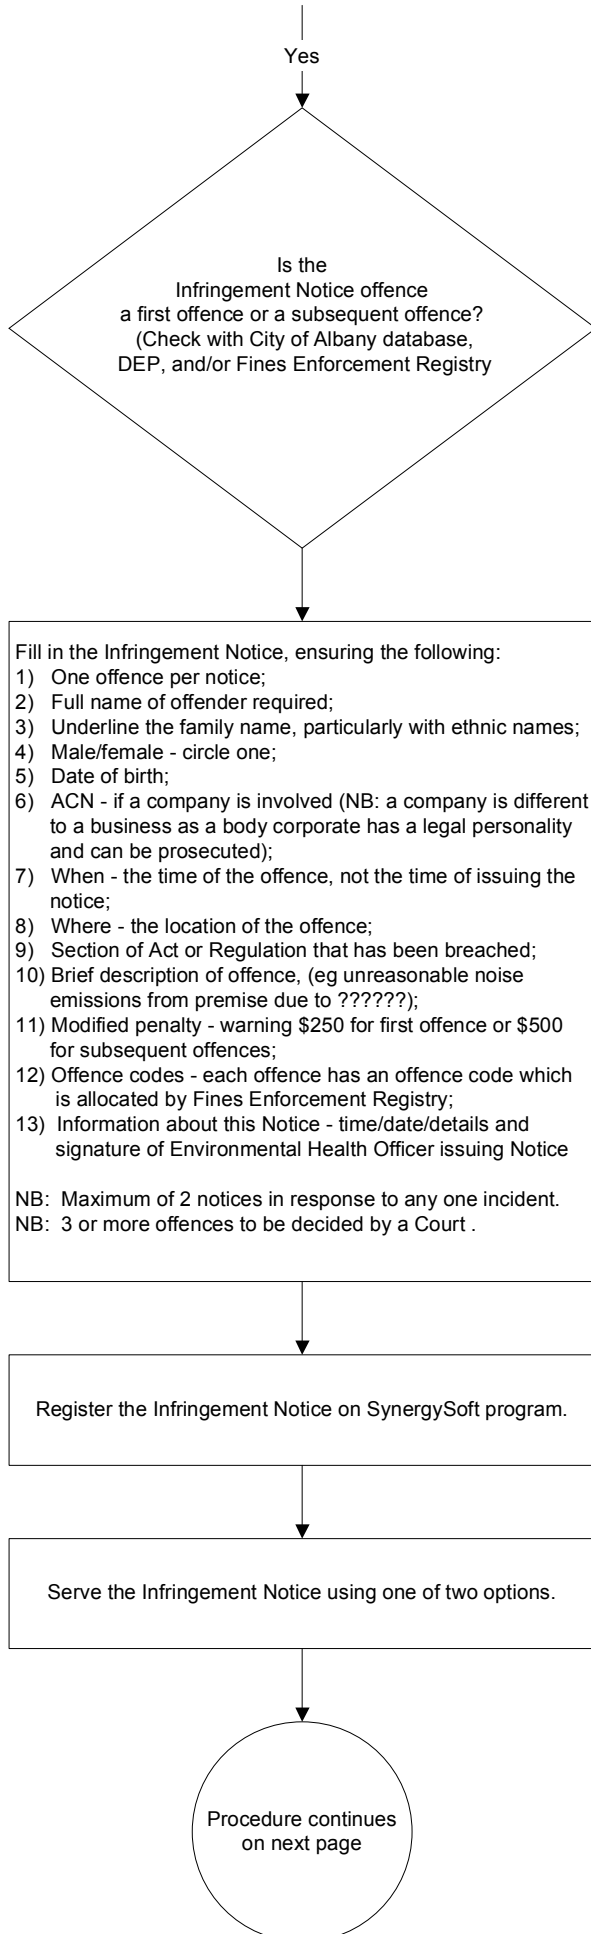 Yes
Is the
Infringement Notice offence
a first offence or a subsequent offence?
(Check with City of Albany database,
DEP, and/or Fines Enforcement Registry
Fill in the Infringement Notice, ensuring the following:
1) One offence per notice;
2) Full name of offender required;
3) Underline the family name, particularly with ethnic names;
4) Male/female - circle one;
5) Date of birth;
6) ACN - if a company is involved (NB: a company is different
to a business as a body corporate has a legal personality
and can be prosecuted);
7) When - the time of the offence, not the time of issuing the
notice;
8) Where - the location of the offence;
9) Section of Act or Regulation that has been breached;
10) Brief description of offence, (eg unreasonable noise
emissions from premise due to ??????);
11) Modified penalty - warning $250 for first offence or $500
for subsequent offences;
12) Offence codes - each offence has an offence code which
is allocated by Fines Enforcement Registry;
13) Information about this Notice - time/date/details and
signature of Environmental Health Officer issuing Notice
NB: Maximum of 2 notices in response to any one incident.
NB: 3 or more offences to be decided by a Court .
Register the Infringement Notice on SynergySoft program.
Serve the Infringement Notice using one of two options.
Procedure continues
on next page